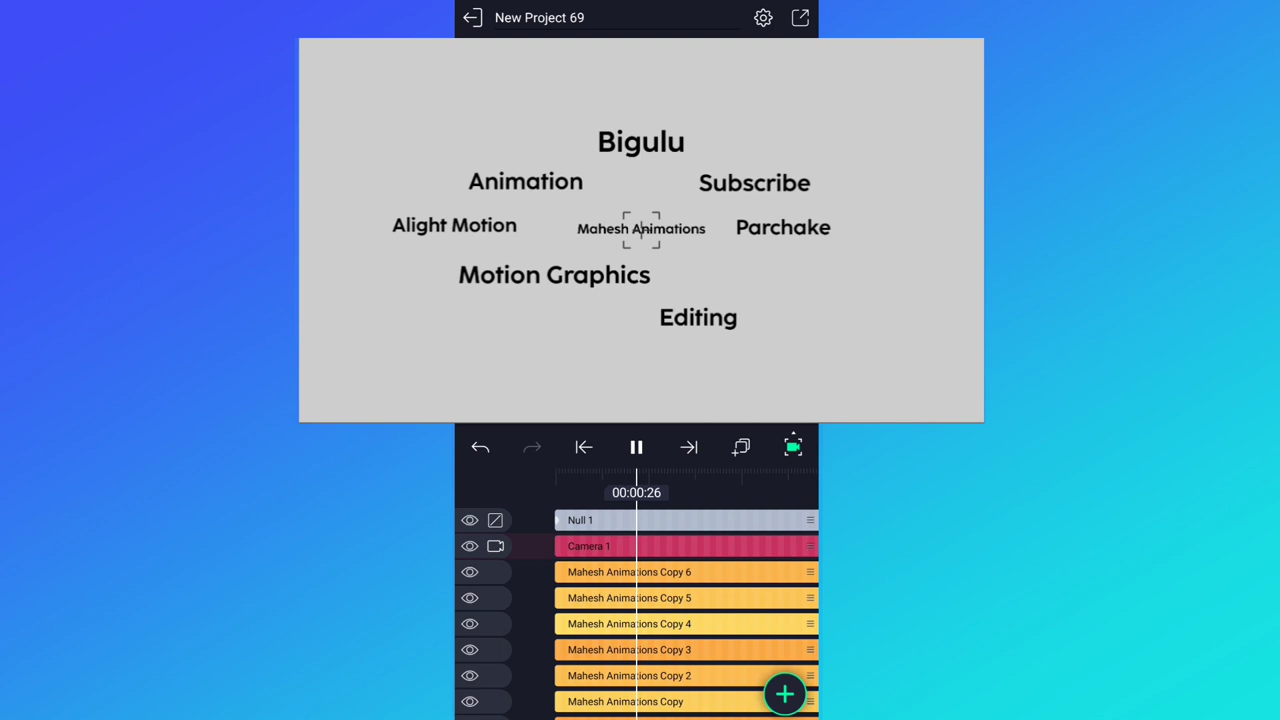 New Project 69
Bigulu
Animation
Subscribe
Alight Motion
Mahesh Animations
Parchake
Motion Graphics
Editing
00:00:26
Null 1
Camera 1
Mahesh Animations Copy 6
Mahesh Animations Copy 5
Mahesh Animations Copy 4
Mahesh Animations Copy 3
Mahesh Animations Copy 2
Mahesh Animations Copy